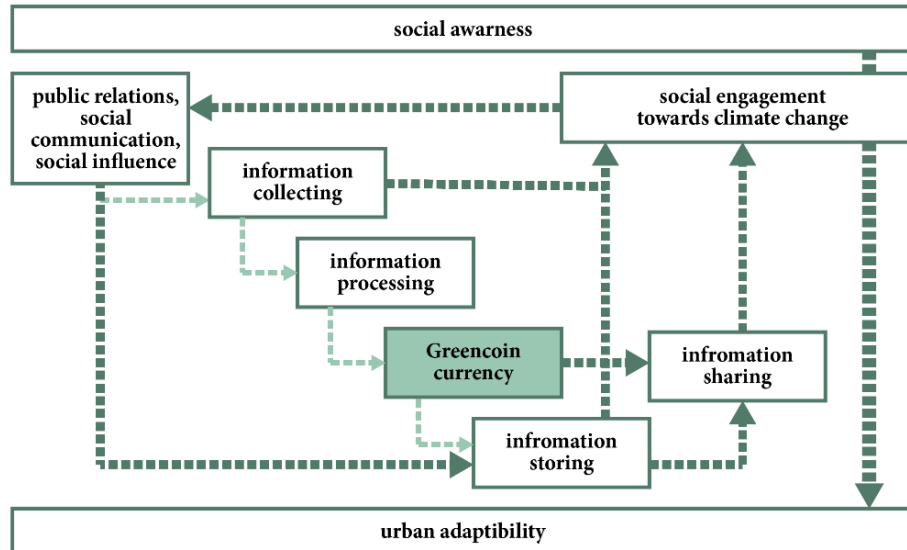 social awarness
public relations,
social
communication,
social influence
social engagement
towards climate change
information
collecting
information
processing
Greencoin
currency
infromation
sharing
infromation
storing
urban adaptibility